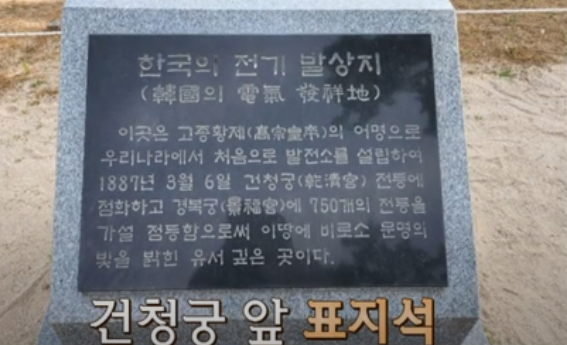 한국의 전기 발상지
(韓國의 電氣 發祥地)
이곳은 고종황제(高宗皇帝)의 어명으로
우리나라에서 처음으로 발전소를 설립하여
1887년 3월 6일 건청궁(乾清宮) 전등에
점화하고 경복궁(景福宮)에 750개의 전등을
가설 점등함으로써 이땅에 비로소 문명의
빛을 밝힌 유서 깊은 곳이다.
건청궁 앞 표지석